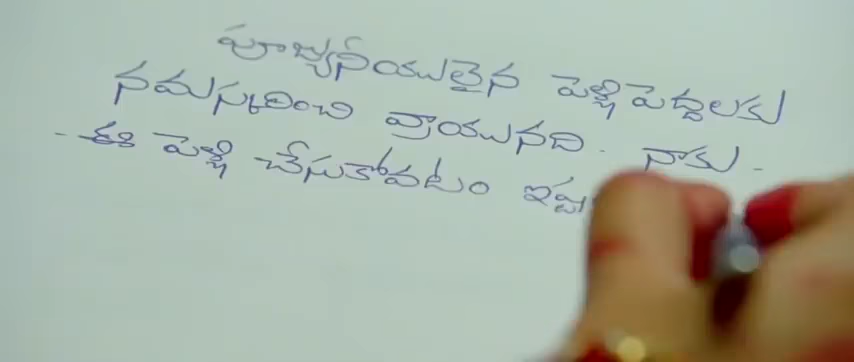 పూజ్యనీయులైన పెళ్ళి పెద్దలకు
నమస్కరించి వ్రాయునది. నాకు -
- ఈ పెళ్ళి చేసుకోవటం